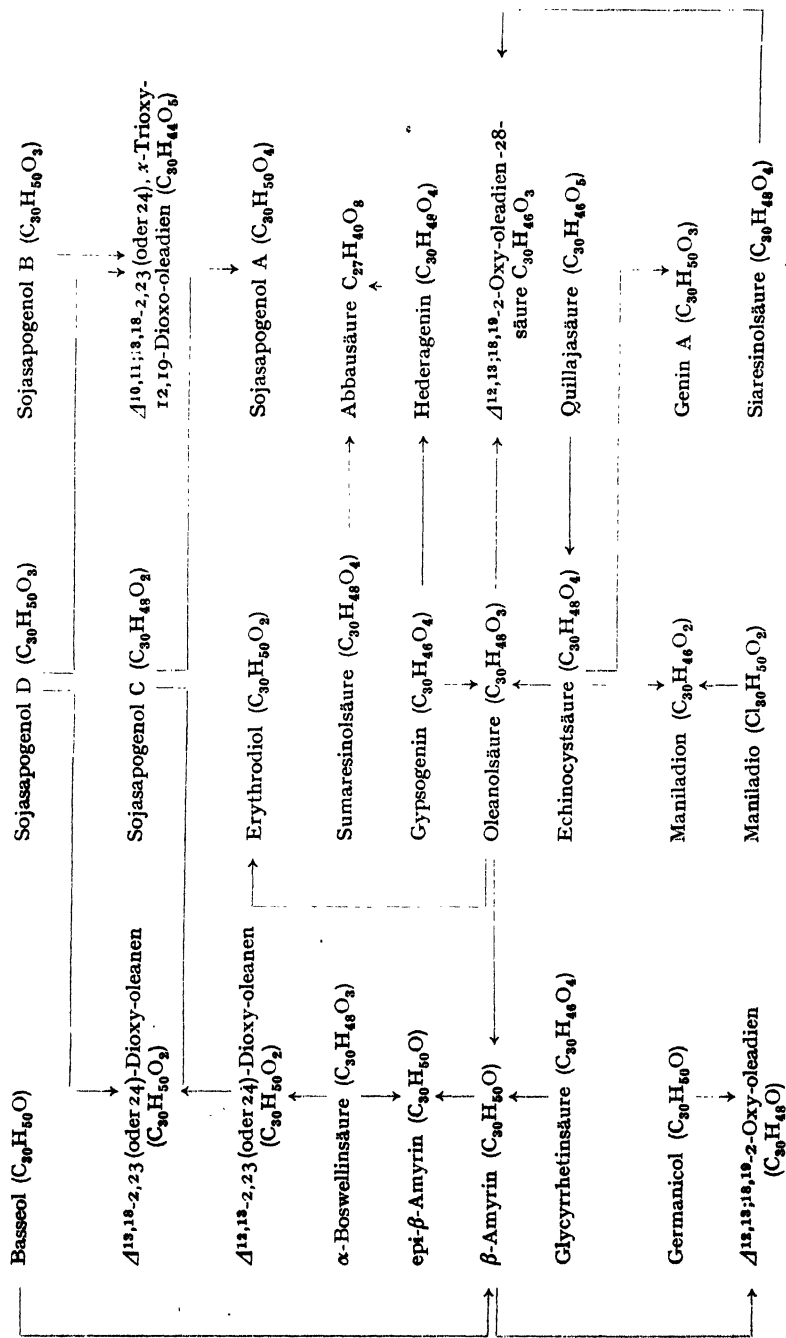 Basseol (C₃₀H₅₀O)
Δ¹³,¹⁸-2,23 (oder 24)-Dioxy-oleanen
(C₃₀H₅₀O₂)
Δ¹²,¹³-2,23 (oder 24)-Dioxy-oleanen
(C₃₀H₅₀O₂)
α-Boswellinsäure (C₃₀H₄₈O₃)
epi-β-Amyrin (C₃₀H₅₀O)
β-Amyrin (C₃₀H₅₀O)
Glycyrrhetinsäure (C₃₀H₄₆O₄)
Germanicol (C₃₀H₅₀O)
Δ¹²,¹³;¹⁸,¹⁹-2-Oxy-oleadien
(C₃₀H₄₈O)
Sojasapogenol D (C₃₀H₅₀O₃)
Sojasapogenol C (C₃₀H₄₈O₂)
Erythrodiol (C₃₀H₅₀O₂)
Sumaresinolsäure (C₃₀H₄₈O₄)
Gypsogenin (C₃₀H₄₆O₄)
Oleanolsäure (C₃₀H₄₈O₃)
Echinocystsäure (C₃₀H₄₈O₄)
Maniladion (C₃₀H₄₆O₂)
Maniladio (Cl₃₀H₅₀O₂)
Sojasapogenol B (C₃₀H₅₀O₃)
Δ¹⁰,¹¹;¹³,¹⁸-2,23 (oder 24), x-Trioxy-
12,19-Dioxo-oleadien (C₃₀H₄₄O₅)
Sojasapogenol A (C₃₀H₅₀O₄)
Abbausäure C₂₇H₄₀O₈
Hederagenin (C₃₀H₄₈O₄)
Δ¹²,¹³;¹⁸,¹⁹-2-Oxy-oleadien-28-
säure C₃₀H₄₆O₃
Quillajasäure (C₃₀H₄₆O₅)
Genin A (C₃₀H₅₀O₃)
Siaresinolsäure (C₃₀H₄₈O₄)